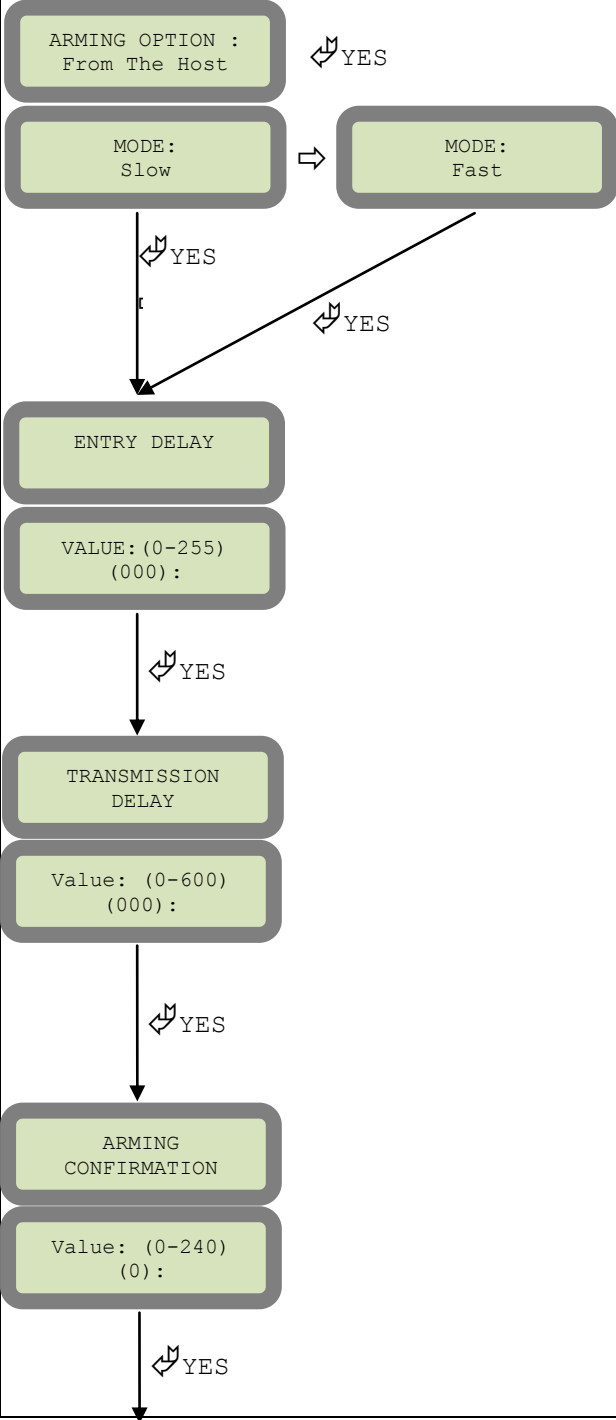 ARMING OPTION :
From The Host
YES
MODE:
Slow
MODE:
Fast
YES
YES
ENTRY DELAY
VALUE:(0-255)
(000):
YES
TRANSMISSION
DELAY
Value: (0-600)
(000):
YES
ARMING
CONFIRMATION
Value: (0-240)
(0):
YES